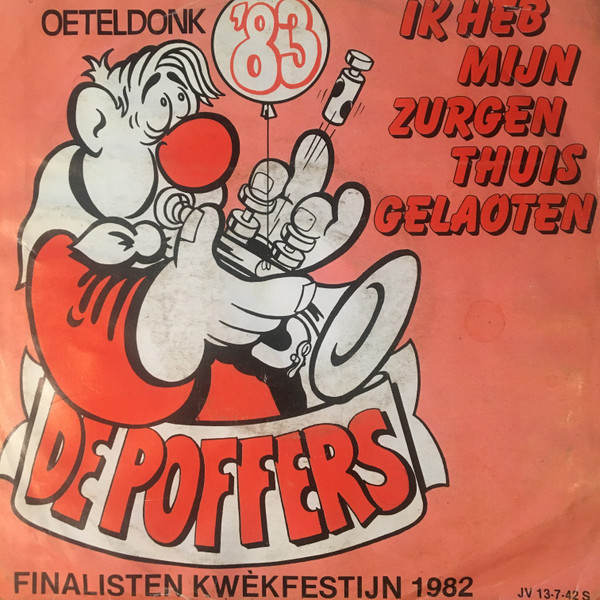 OETELDONK '83
IK HEB
MIJN
ZURGEN
THUIS
GELAOTEN
DE POFFERS
FINALISTEN KWÈKFESTIJN 1982
JV 13-7-42 S